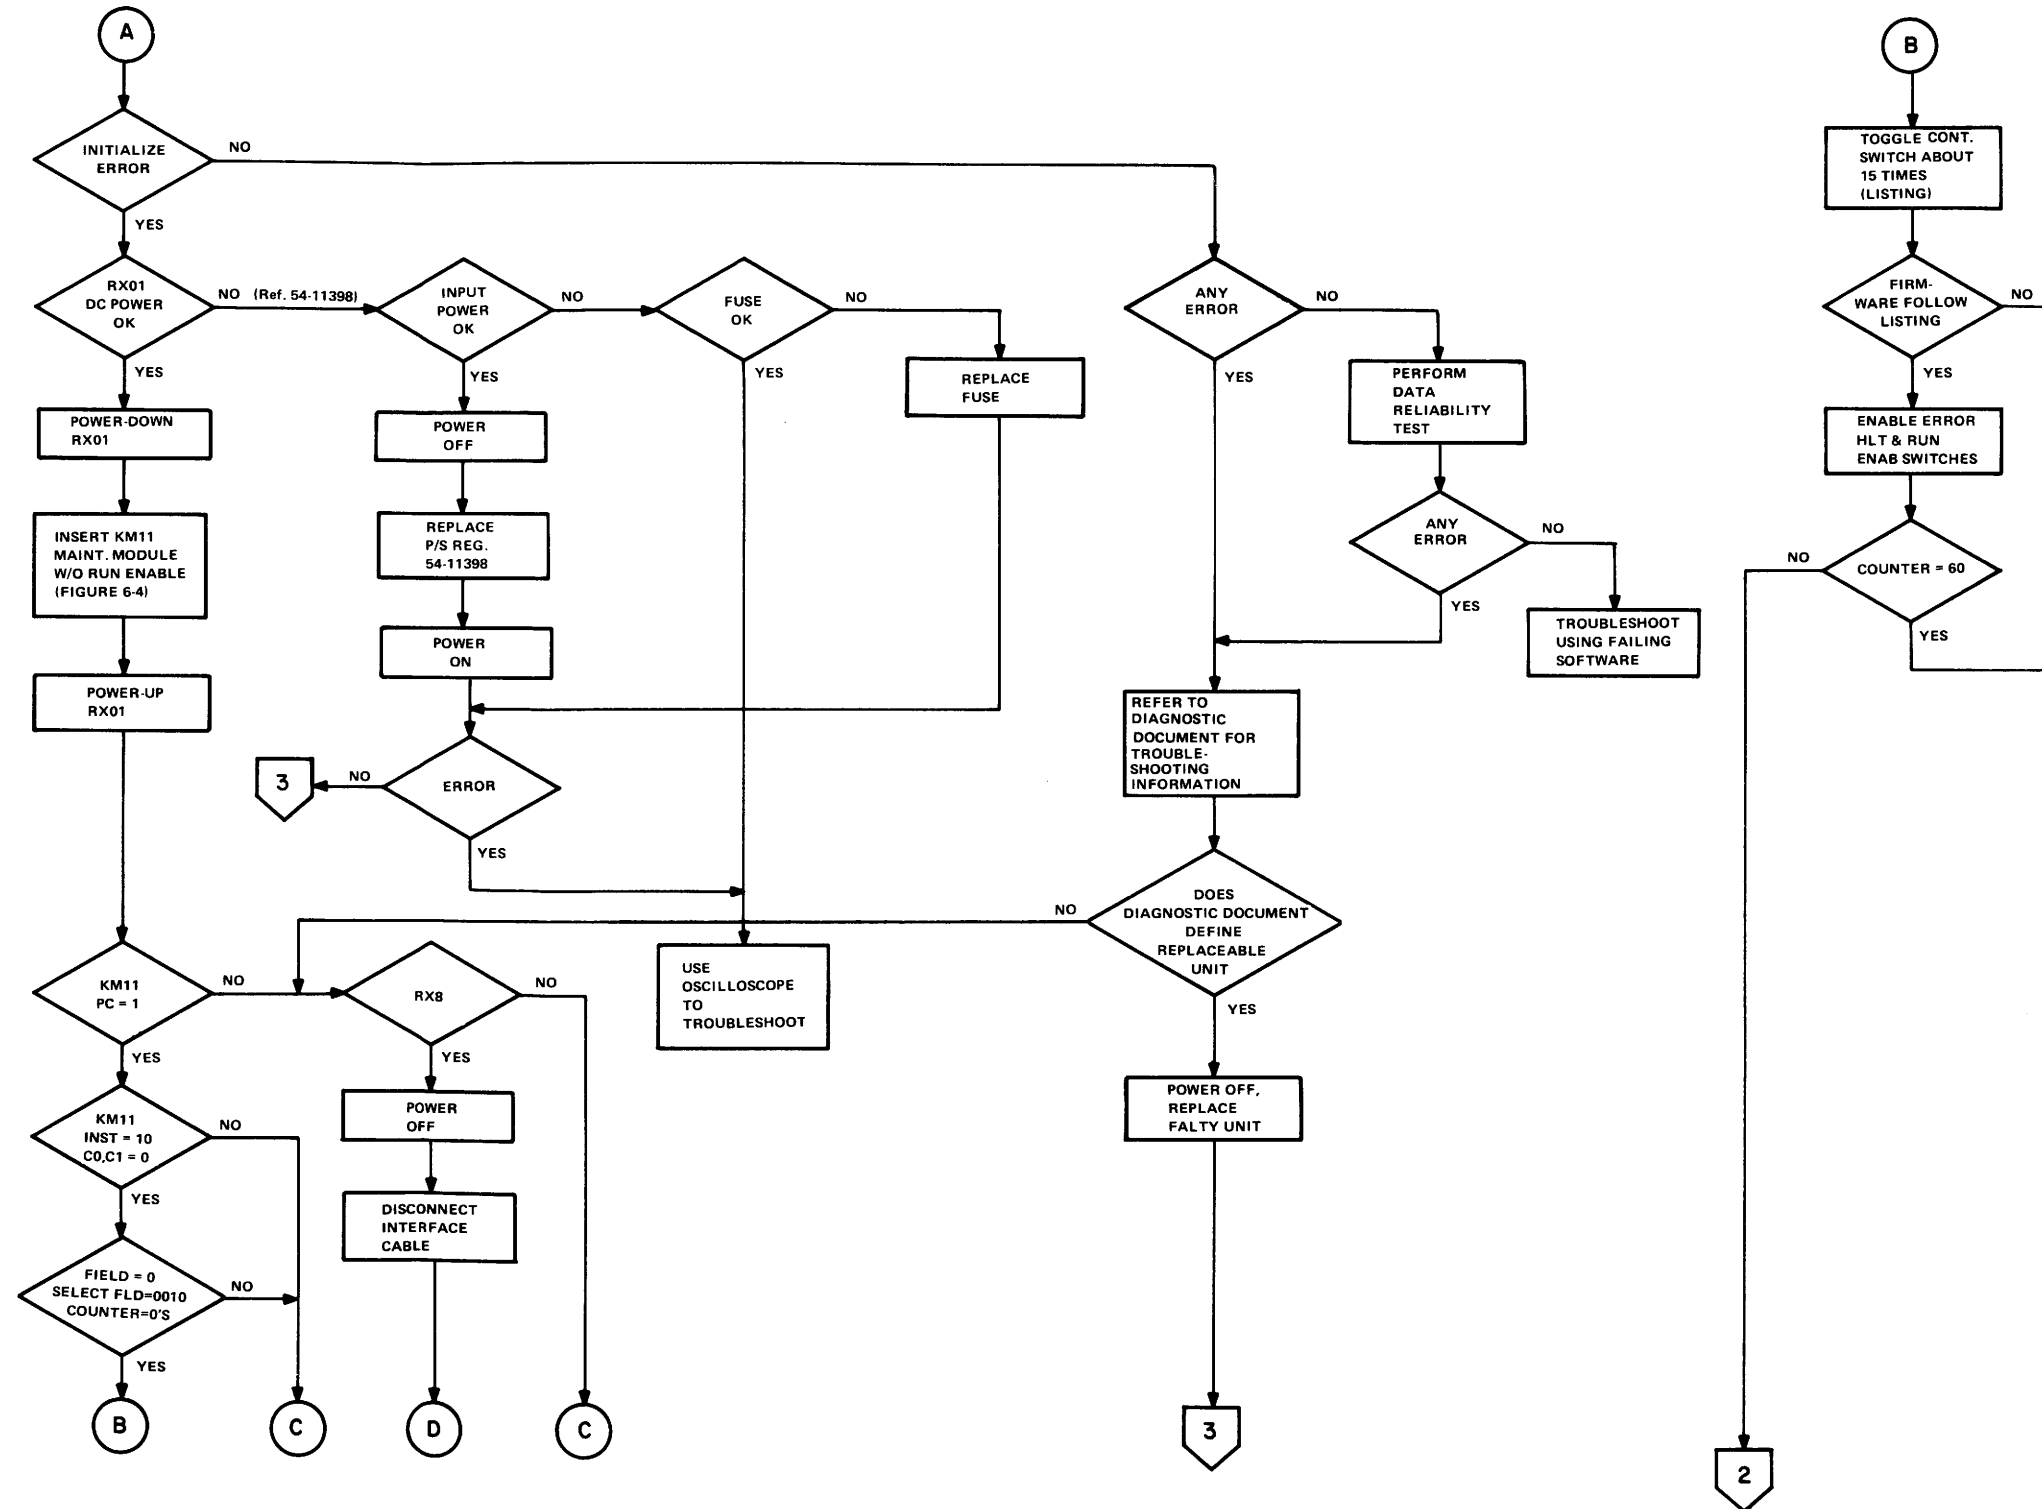 A
INITIALIZE
ERROR
NO
YES
RX01
DC POWER
OK
NO (Ref. 54-11398)
YES
INPUT
POWER
OK
NO
YES
FUSE
OK
NO
YES
REPLACE
FUSE
POWER-DOWN
RX01
INSERT KM11
MAINT. MODULE
W/O RUN ENABLE
(FIGURE 6-4)
POWER-UP
RX01
POWER
OFF
REPLACE
P/S REG.
54-11398
POWER
ON
ERROR
NO
3
YES
USE
OSCILLOSCOPE
TO
TROUBLESHOOT
KM11
PC = 1
NO
YES
RX8
NO
YES
KM11
INST = 10
C0,C1 = 0
NO
YES
FIELD = 0
SELECT FLD=0010
COUNTER=0'S
NO
YES
POWER
OFF
DISCONNECT
INTERFACE
CABLE
B
C
D
C
ANY
ERROR
NO
YES
PERFORM
DATA
RELIABILITY
TEST
ANY
ERROR
NO
YES
TROUBLESHOOT
USING FAILING
SOFTWARE
REFER TO
DIAGNOSTIC
DOCUMENT FOR
TROUBLE-
SHOOTING
INFORMATION
DOES
DIAGNOSTIC DOCUMENT
DEFINE
REPLACEABLE
UNIT
NO
YES
POWER OFF,
REPLACE
FALTY UNIT
3
B
TOGGLE CONT.
SWITCH ABOUT
15 TIMES
(LISTING)
FIRM-
WARE FOLLOW
LISTING
NO
YES
ENABLE ERROR
HLT & RUN
ENAB SWITCHES
COUNTER = 60
NO
YES
2